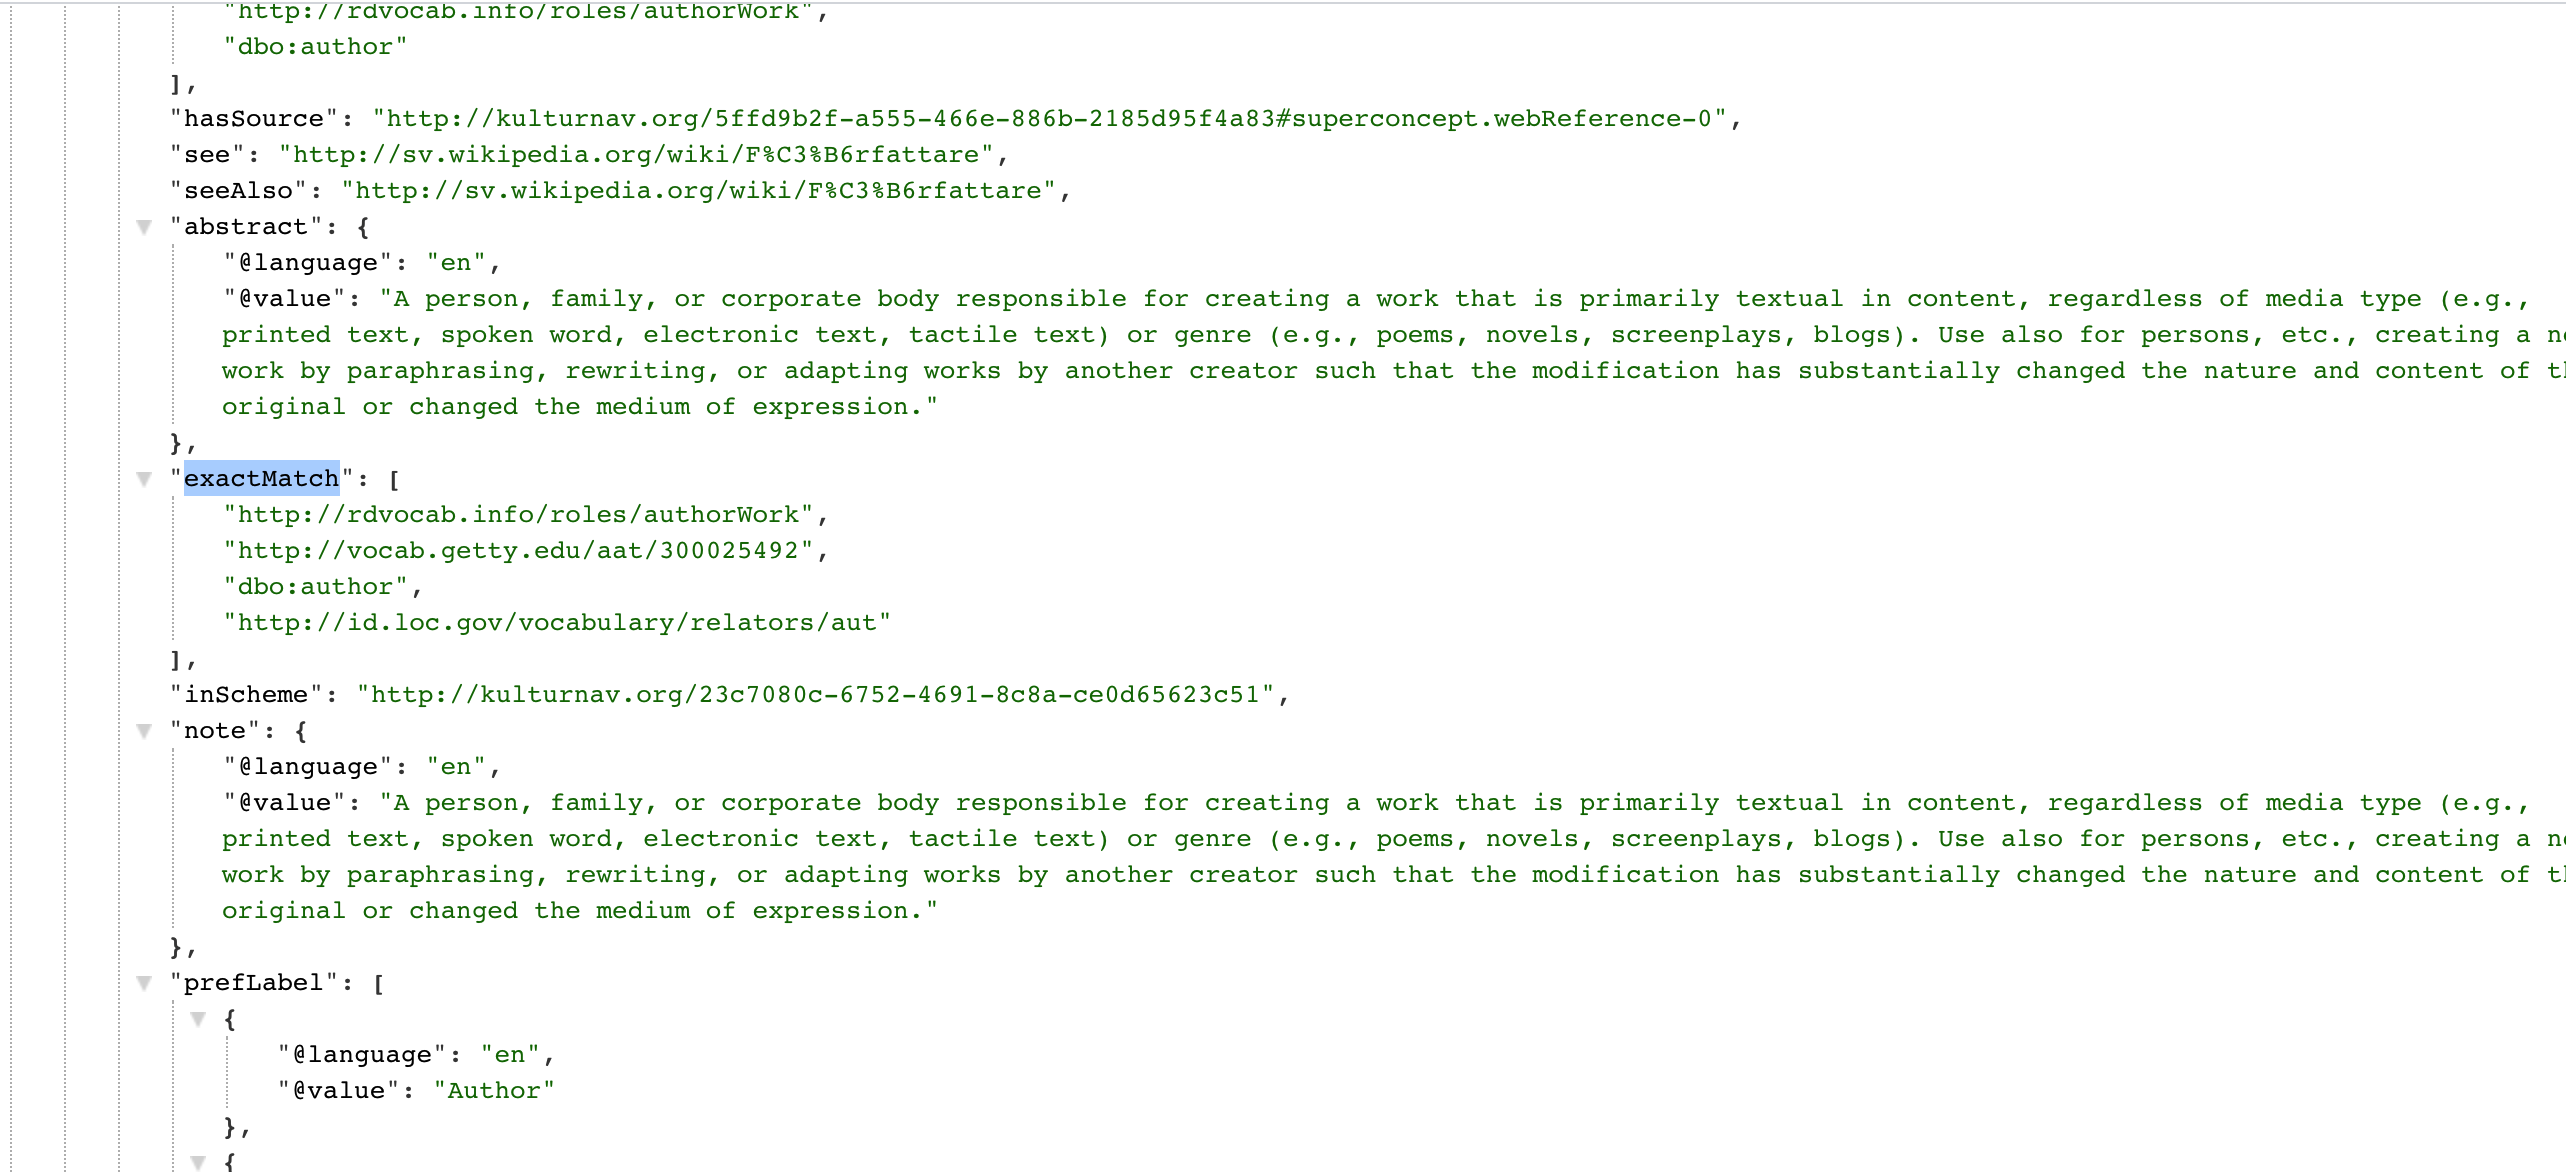 "http://rdvocab.info/roles/authorWork",
"dbo:author"
],
"hasSource": "http://kulturnav.org/5ffd9b2f-a555-466e-886b-2185d95f4a83#superconcept.webReference-0",
"see": "http://sv.wikipedia.org/wiki/F%C3%B6rfattare",
"seeAlso": "http://sv.wikipedia.org/wiki/F%C3%B6rfattare",
"abstract": {
"@language": "en",
"@value": "A person, family, or corporate body responsible for creating a work that is primarily textual in content, regardless of media type (e.g.,
printed text, spoken word, electronic text, tactile text) or genre (e.g., poems, novels, screenplays, blogs). Use also for persons, etc., creating a
work by paraphrasing, rewriting, or adapting works by another creator such that the modification has substantially changed the nature and content of
original or changed the medium of expression."
},
"exactMatch": [
"http://rdvocab.info/roles/authorWork",
"http://vocab.getty.edu/aat/300025492",
"dbo:author",
"http://id.loc.gov/vocabulary/relators/aut"
],
"inScheme": "http://kulturnav.org/23c7080c-6752-4691-8c8a-ce0d65623c51",
"note": {
"@language": "en",
"@value": "A person, family, or corporate body responsible for creating a work that is primarily textual in content, regardless of media type (e.g.,
printed text, spoken word, electronic text, tactile text) or genre (e.g., poems, novels, screenplays, blogs). Use also for persons, etc., creating a
work by paraphrasing, rewriting, or adapting works by another creator such that the modification has substantially changed the nature and content of
original or changed the medium of expression."
},
"prefLabel": [
{
"@language": "en",
"@value": "Author"
},
{